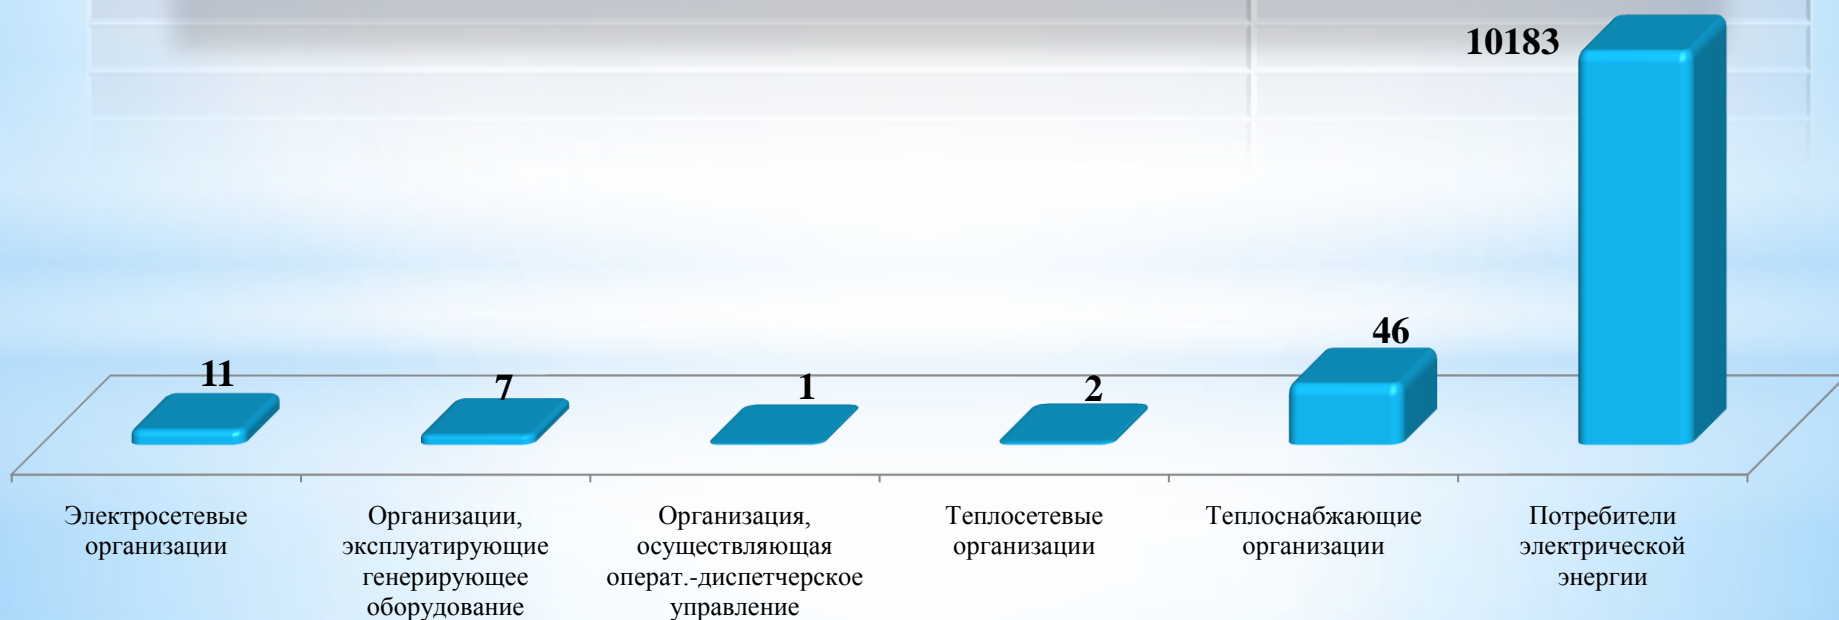 10183
46
11
7
1
2
Электросетевые
организации
Организации,
эксплуатирующие
генерирующее
оборудование
Организация,
осуществляющая
операт.-диспетчерское
управление
Теплосетевые
организации
Теплоснабжающие
организации
Потребители
электрической
энергии